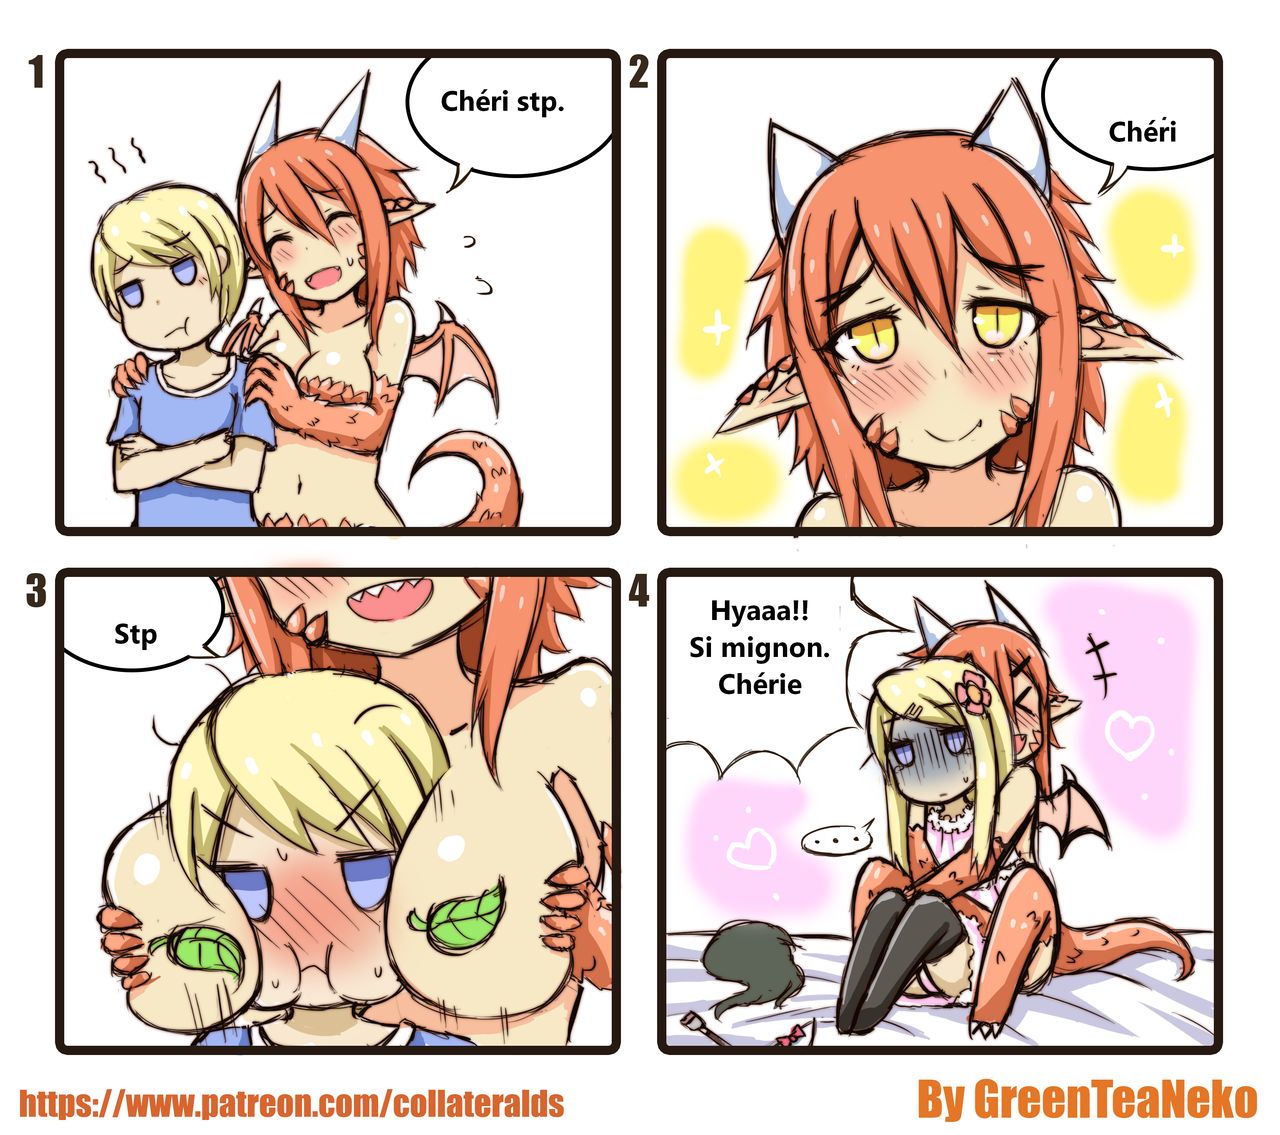 1
Chéri stp.
2
Chéri
3
Stp
4
Hyaaa!!
Si mignon.
Chérie
...
https://www.patreon.com/collateralds
By GreenTeaNeko